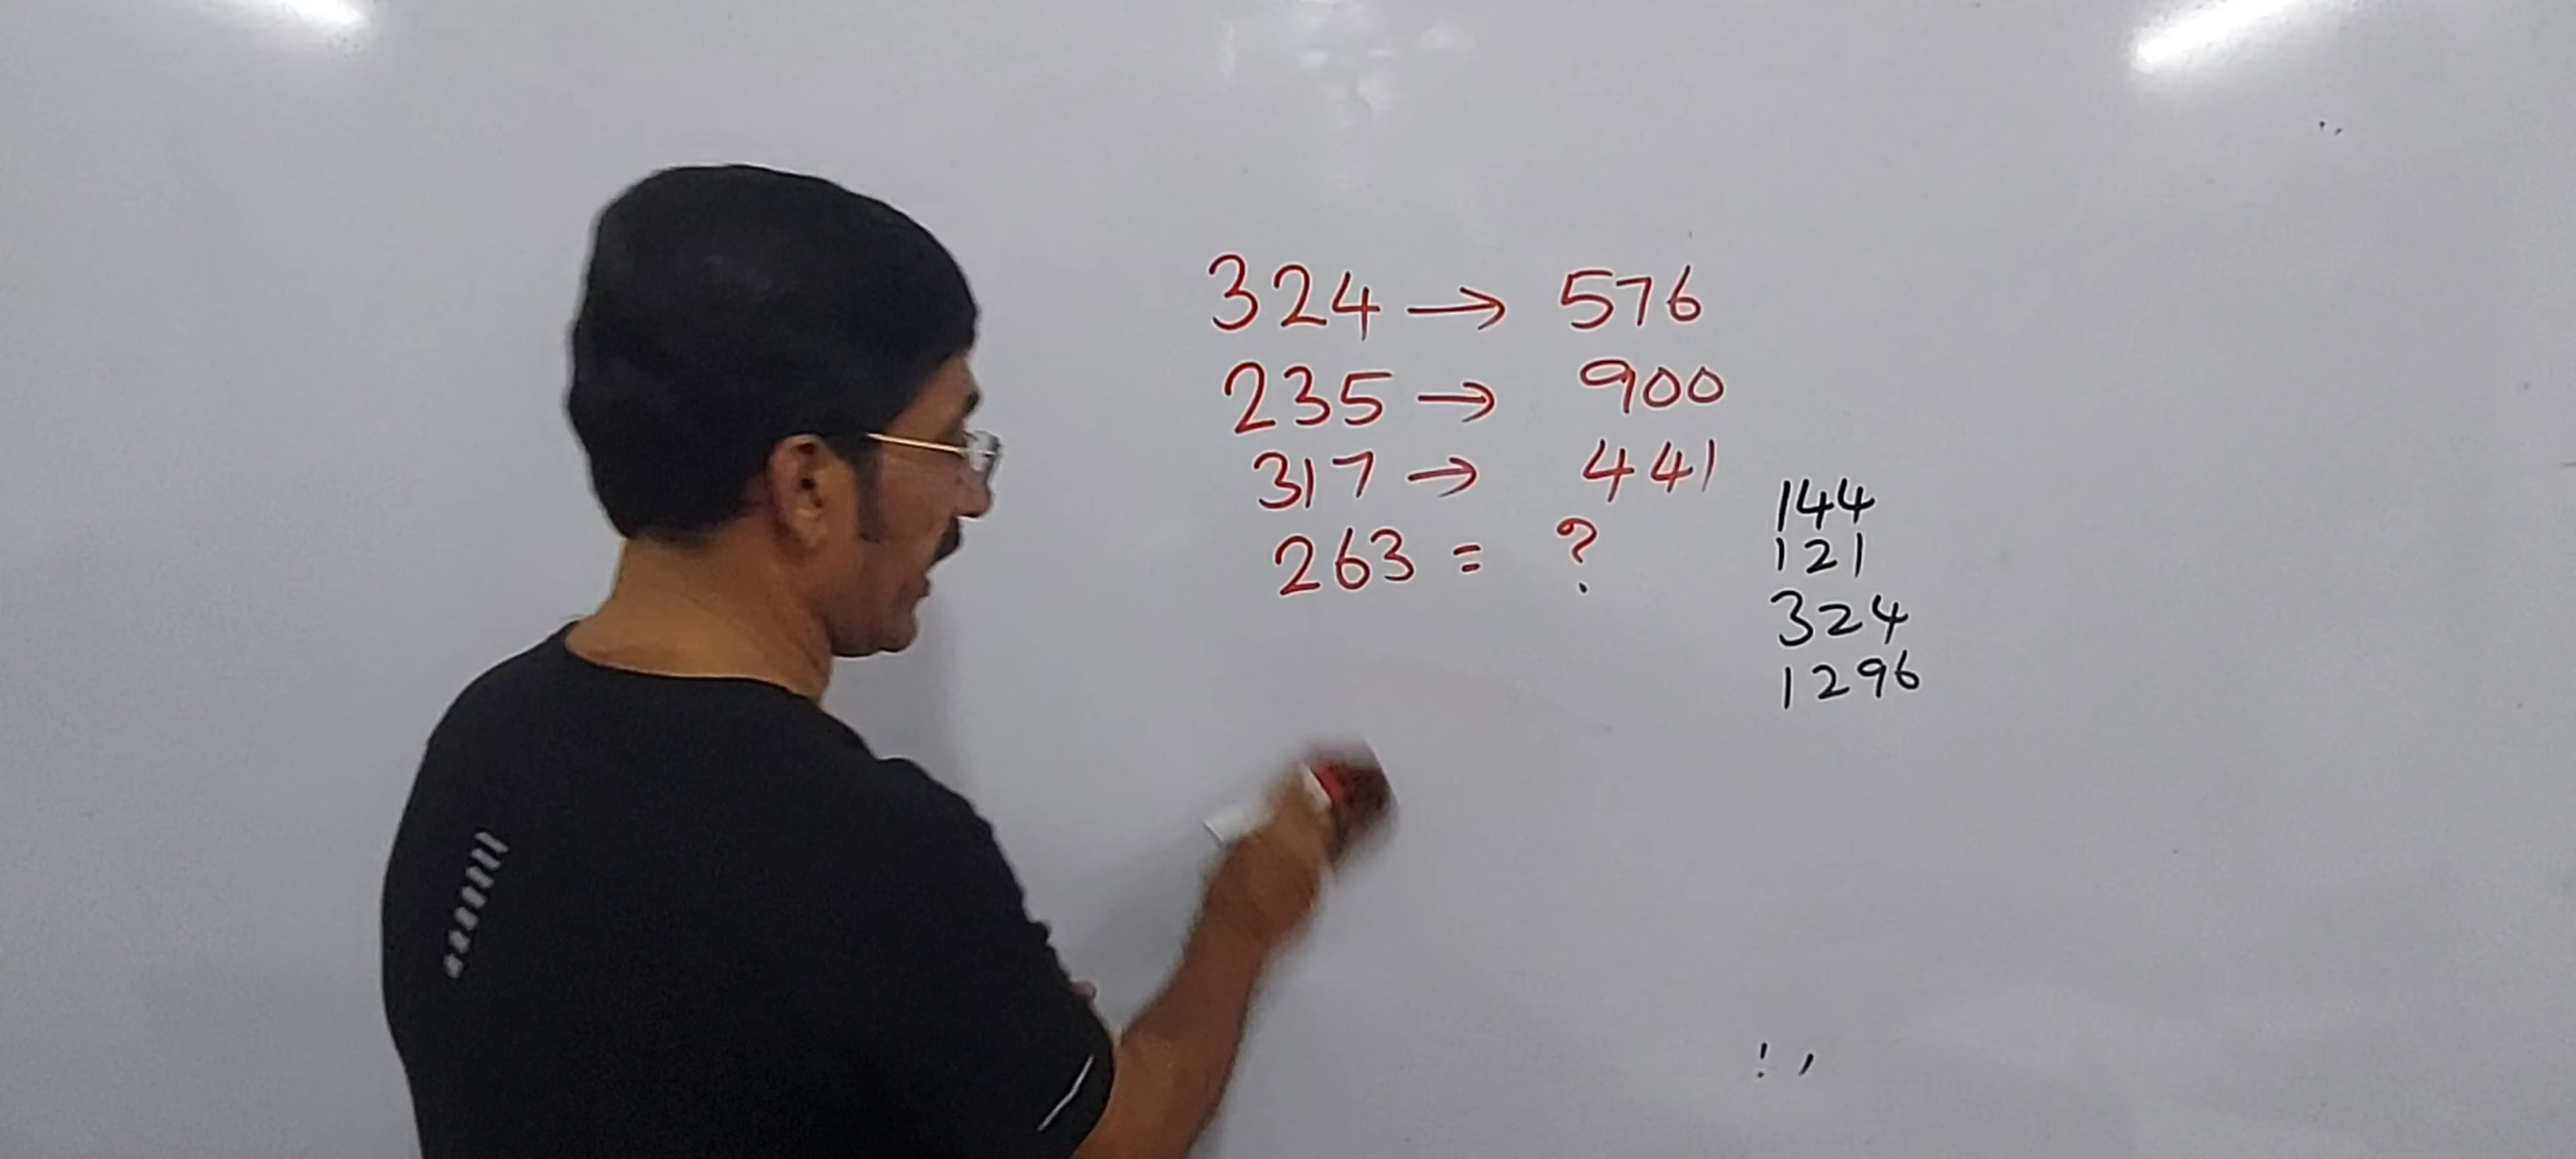 324 → 576
235 → 900
317 → 441
263 = ?
144
121
324
1296